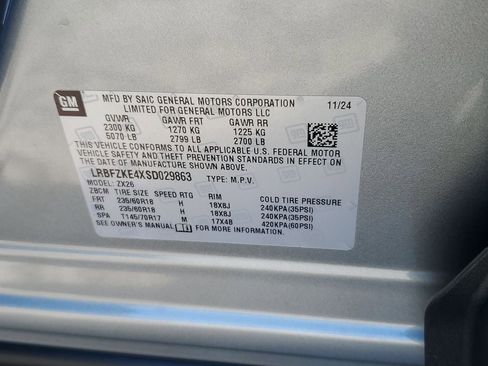 GM
MFU BY SAIC GENERAL MOTORS CORPORATION 11/24
LIMITED FOR GENERAL MOTORS LLC
GVWR GAWR FRT GAWR RR
2300 KG 1270 KG 1225 KG
5070 LB 2799 LB 2700 LB
THIS VEHICLE CONFORMS TO ALL APPLICABLE U.S. FEDERAL MOTOR
VEHICLE SAFETY AND THEFT PREVENTION STANDARDS IN EFFECT ON
THE DATE OF MANUFACTURE SHOWN ABOVE.
LRBFZKE4XSD029863 TYPE: M.P.V.
MODEL: ZX26
ZBCM TIRE SIZE SPEED RTG RIM COLD TIRE PRESSURE
FRT 235/60R18 H 18X8J 240KPA(35PSI)
RR 235/60R18 H 18X8J 240KPA(35PSI)
SPA T145/70R17 M 17X4B 420KPA(60PSI)
SEE OWNER'S MANUAL FOR MORE INFORMATION.